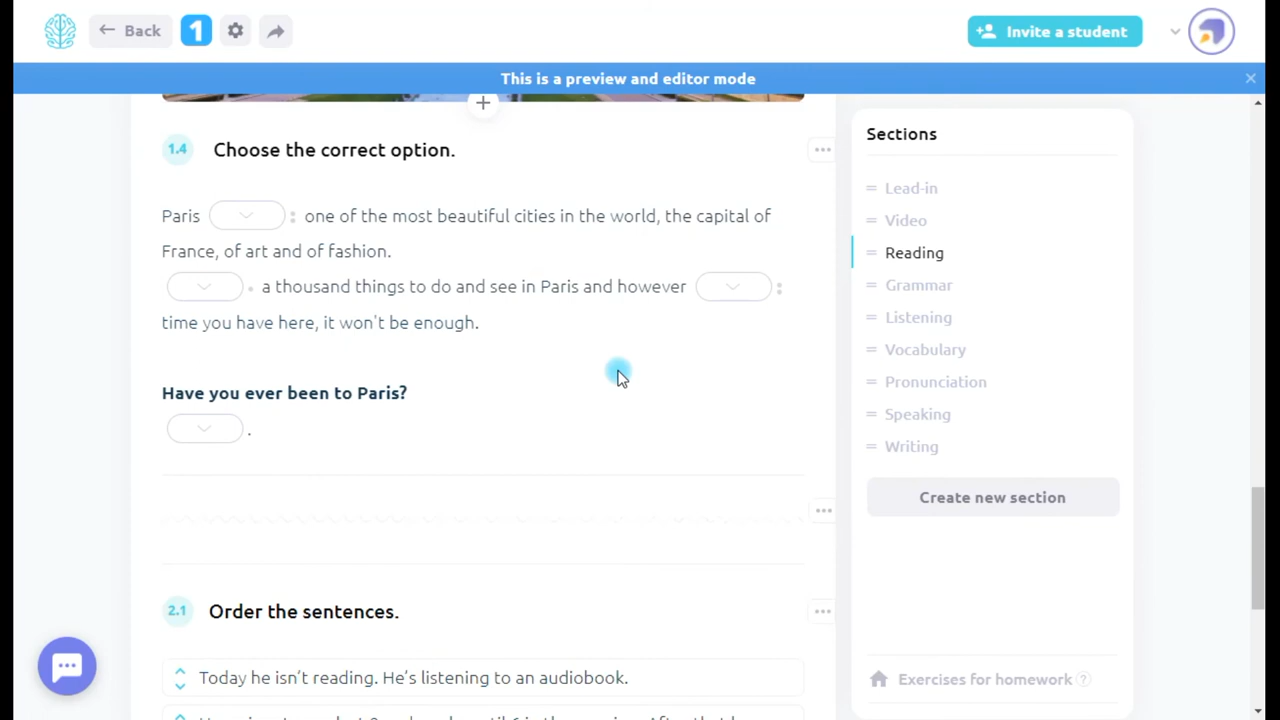 Back
1
Invite a student
This is a preview and editor mode
1.4 Choose the correct option.
Paris : one of the most beautiful cities in the world, the capital of
France, of art and of fashion.
. a thousand things to do and see in Paris and however :
time you have here, it won't be enough.
Have you ever been to Paris?
.
2.1 Order the sentences.
Today he isn't reading. He's listening to an audiobook.
Sections
Lead-in
Video
Reading
Grammar
Listening
Vocabulary
Pronunciation
Speaking
Writing
Create new section
Exercises for homework ?